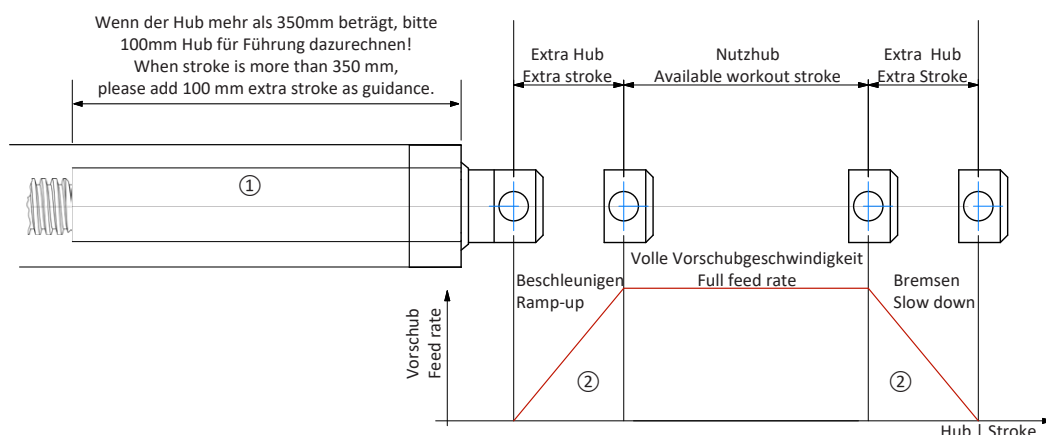 Wenn der Hub mehr als 350mm beträgt, bitte
100mm Hub für Führung dazurechnen!
When stroke is more than 350 mm,
please add 100 mm extra stroke as guidance.
Extra Hub
Extra stroke
Nutzhub
Available workout stroke
Extra Hub
Extra Stroke
①
Volle Vorschubgeschwindigkeit
Full feed rate
Beschleunigen
Ramp-up
Bremsen
Slow down
Vorschub
Feed rate
②
②
Hub | Stroke